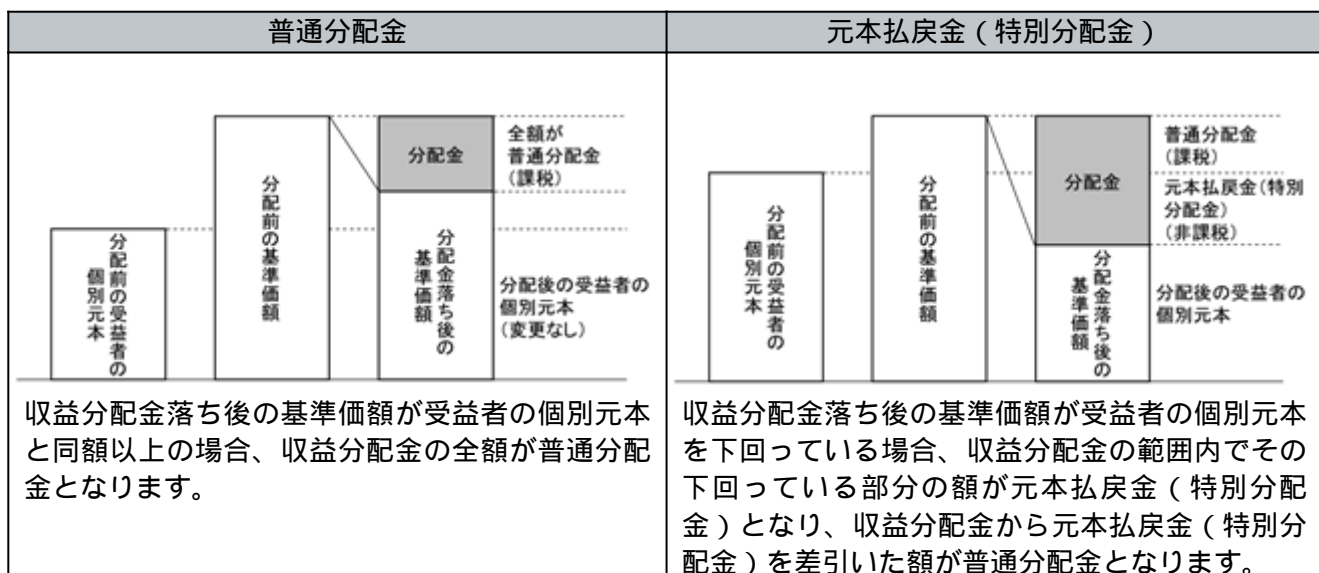 普通分配金
分配前の受益者の
個別元本
分配前の基準価額
分配金
分配金落ち後の
基準価額
全額が
普通分配金
(課税)
分配後の受益者の
個別元本
(変更なし)
収益分配金落ち後の基準価額が受益者の個別元本
と同額以上の場合、収益分配金の全額が普通分配
金となります。
元本払戻金(特別分配金)
分配前の受益者の
個別元本
分配前の基準価額
分配金
分配金落ち後の
基準価額
普通分配金
(課税)
元本払戻金(特別
分配金)
(非課税)
分配後の受益者の
個別元本
収益分配金落ち後の基準価額が受益者の個別元本
を下回っている場合、収益分配金の範囲内でその
下回っている部分の額が元本払戻金(特別分配
金)となり、収益分配金から元本払戻金(特別分
配金)を差引いた額が普通分配金となります。